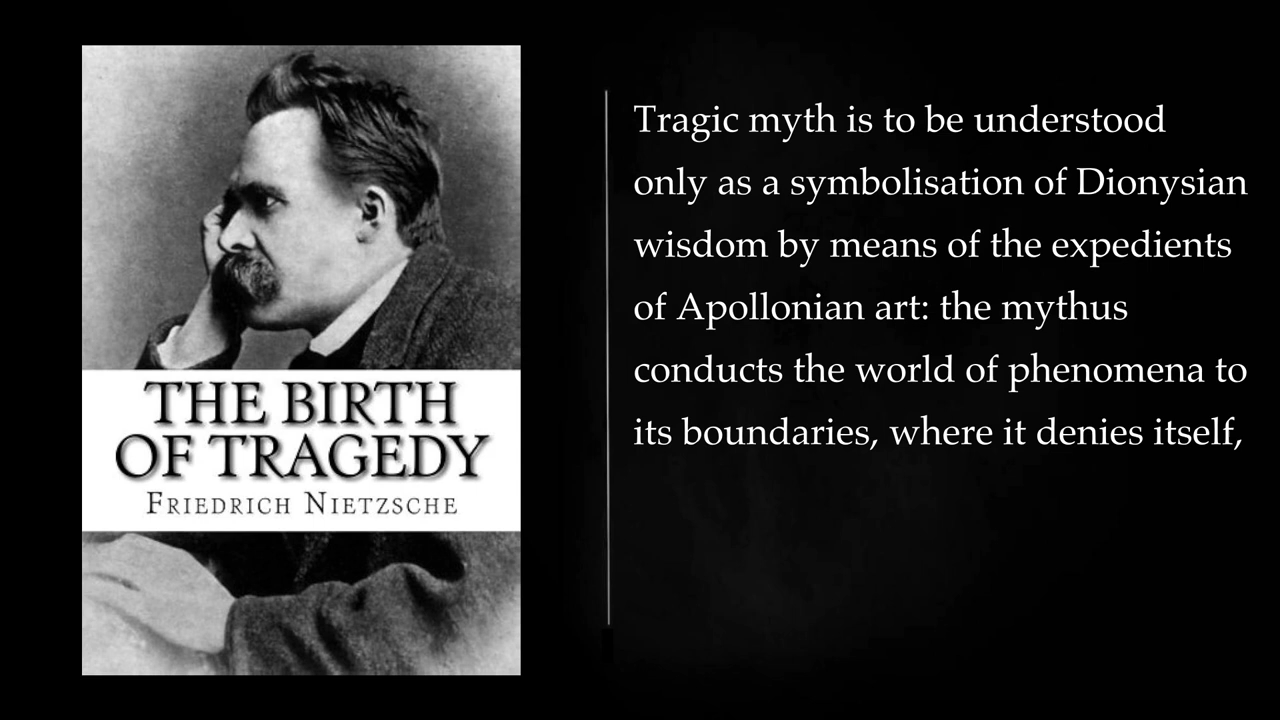 THE BIRTH
OF TRAGEDY
FRIEDRICH NIETZSCHE
Tragic myth is to be understood
only as a symbolisation of Dionysian
wisdom by means of the expedients
of Apollonian art: the mythus
conducts the world of phenomena to
its boundaries, where it denies itself,